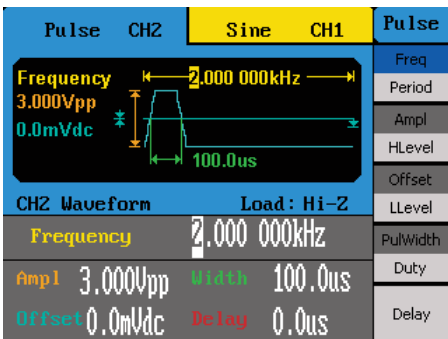 Pulse CH2 Sine CH1 Pulse
Freq
Period
Ampl
HLevel
Offset
LLevel
PulWidth
Duty
Delay
Frequency 2.000 000kHz
3.000Vpp
0.0mVdc
100.0us
CH2 Waveform Load: Hi-Z
Frequency 2.000 000kHz
Ampl 3.000Vpp Width 100.0us
Offset 0.0mVdc Delay 0.0us